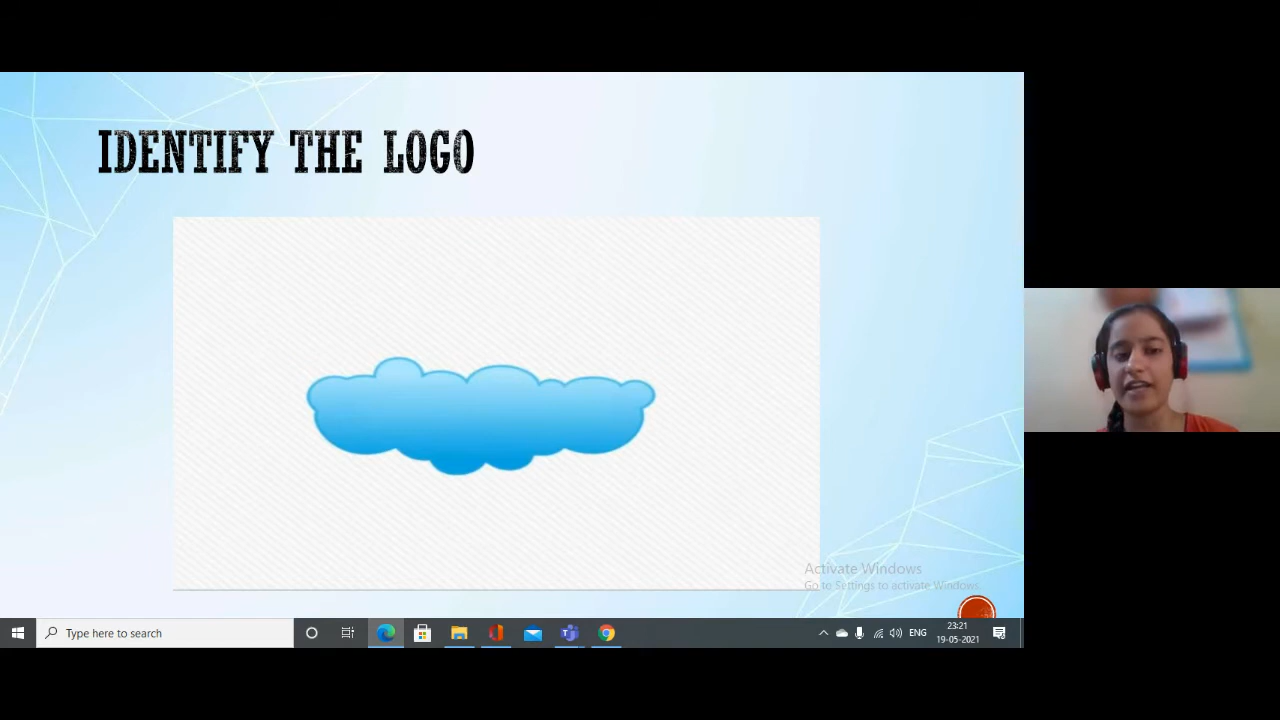 IDENTIFY THE LOGO
Activate Windows
Go to Settings to activate Windows.
Type here to search
ENG
23:21
19-05-2021